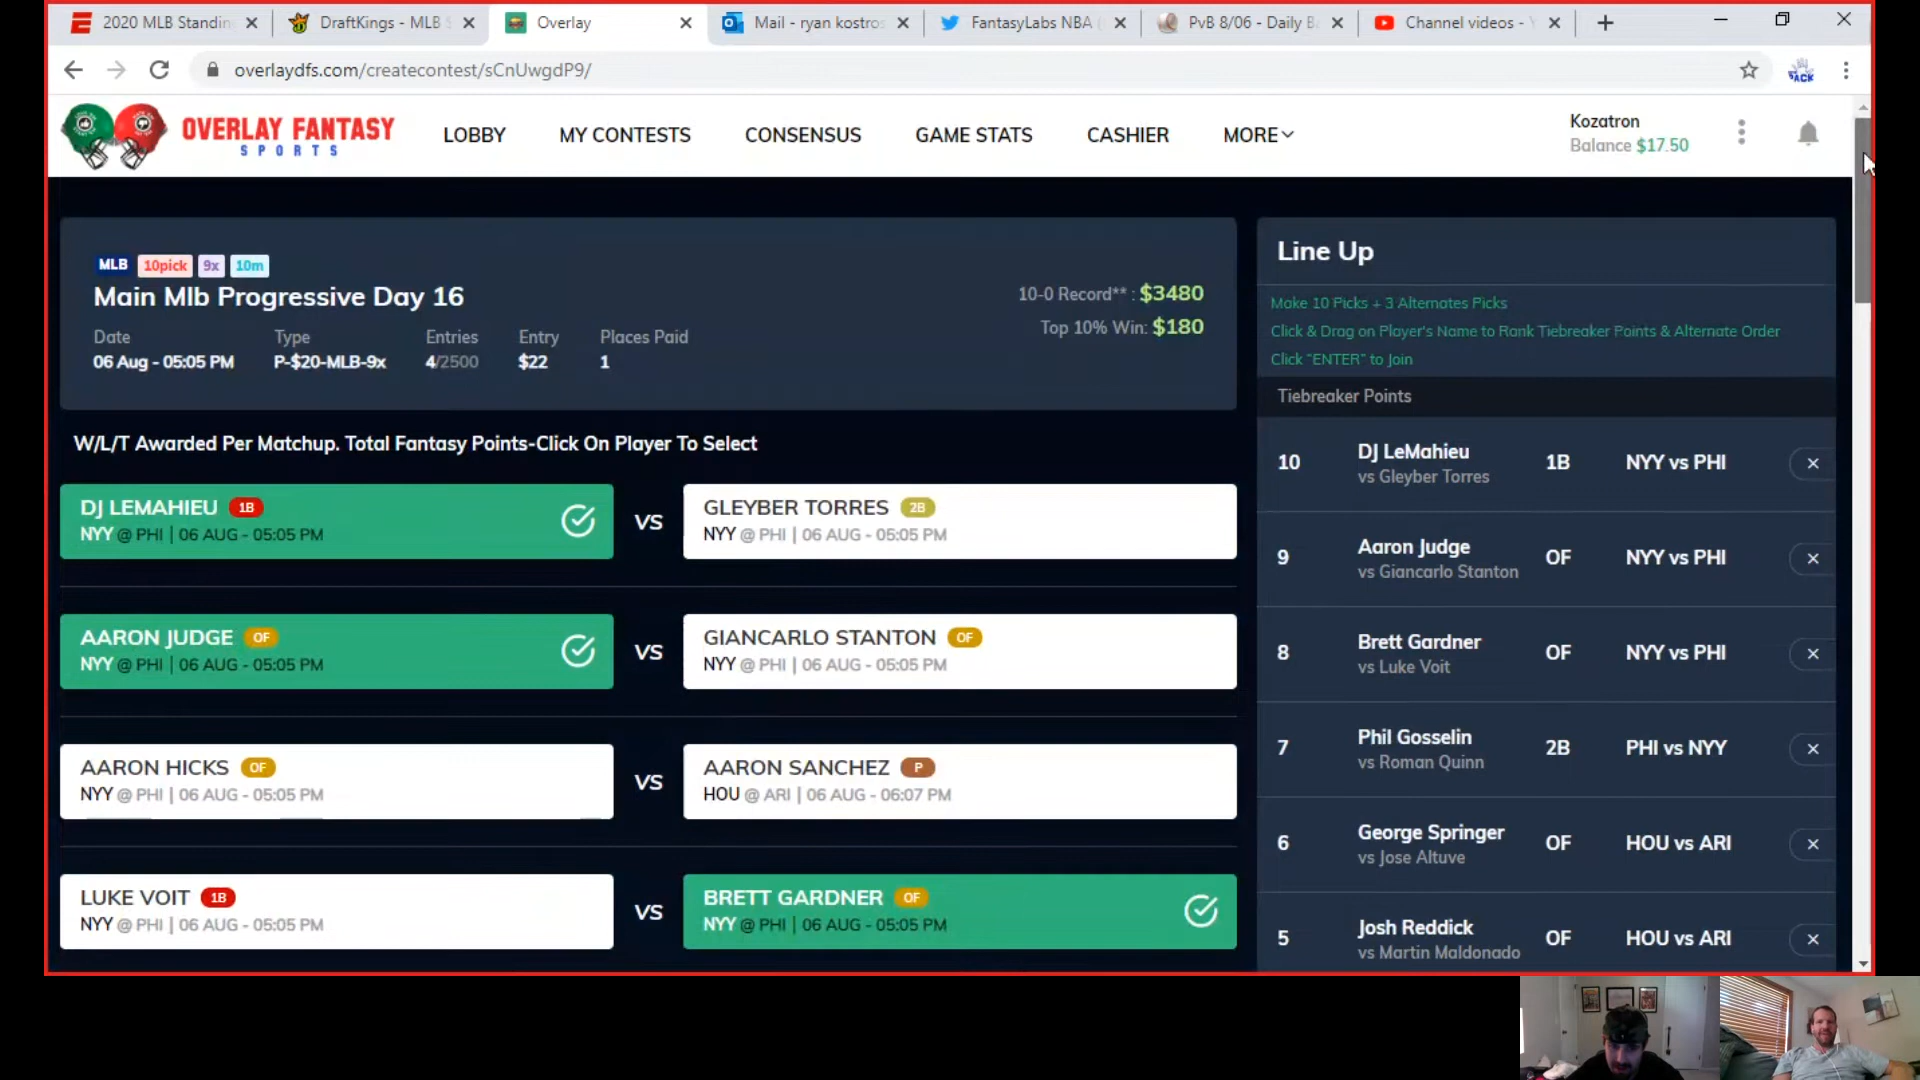 2020 MLB Standin
DraftKings - MLB
Overlay
Mail - ryan kostros
FantasyLabs NBA
PvB 8/06 - Daily B
Channel videos -
overlaydfs.com/createcontest/sCnUwgdP9/
SACK
OVERLAY FANTASY
SPORTS
LOBBY
MY CONTESTS
CONSENSUS
GAME STATS
CASHIER
MORE
Kozatron
Balance $17.50
MLB 10pick 9x 10m
Main Mlb Progressive Day 16
10-0 Record** : $3480
Top 10% Win: $180
Date Type Entries Entry Places Paid
06 Aug - 05:05 PM P-$20-MLB-9x 4/2500 $22 1
W/L/T Awarded Per Matchup. Total Fantasy Points-Click On Player To Select
DJ LEMAHIEU 1B
NYY @ PHI | 06 AUG - 05:05 PM
VS
GLEYBER TORRES 2B
NYY @ PHI | 06 AUG - 05:05 PM
AARON JUDGE OF
NYY @ PHI | 06 AUG - 05:05 PM
VS
GIANCARLO STANTON OF
NYY @ PHI | 06 AUG - 05:05 PM
AARON HICKS OF
NYY @ PHI | 06 AUG - 05:05 PM
VS
AARON SANCHEZ P
HOU @ ARI | 06 AUG - 06:07 PM
LUKE VOIT 1B
NYY @ PHI | 06 AUG - 05:05 PM
VS
BRETT GARDNER OF
NYY @ PHI | 06 AUG - 05:05 PM
Line Up
Make 10 Picks + 3 Alternates Picks
Click & Drag on Player's Name to Rank Tiebreaker Points & Alternate Order
Click "ENTER" to Join
Tiebreaker Points
10 DJ LeMahieu 1B NYY vs PHI
vs Gleyber Torres
9 Aaron Judge OF NYY vs PHI
vs Giancarlo Stanton
8 Brett Gardner OF NYY vs PHI
vs Luke Voit
7 Phil Gosselin 2B PHI vs NYY
vs Roman Quinn
6 George Springer OF HOU vs ARI
vs Jose Altuve
5 Josh Reddick OF HOU vs ARI
vs Martin Maldonado